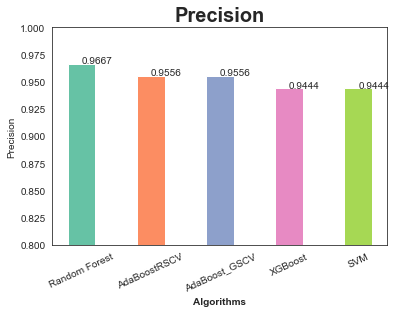 Precision
1.000
0.975
0.950
0.925
0.900
0.875
0.850
0.825
0.800
Precision
0.9667
0.9556
0.9556
0.9444
0.9444
Random Forest
AdaBoostRSCV
AdaBoost_GSCV
XGBoost
SVM
Algorithms